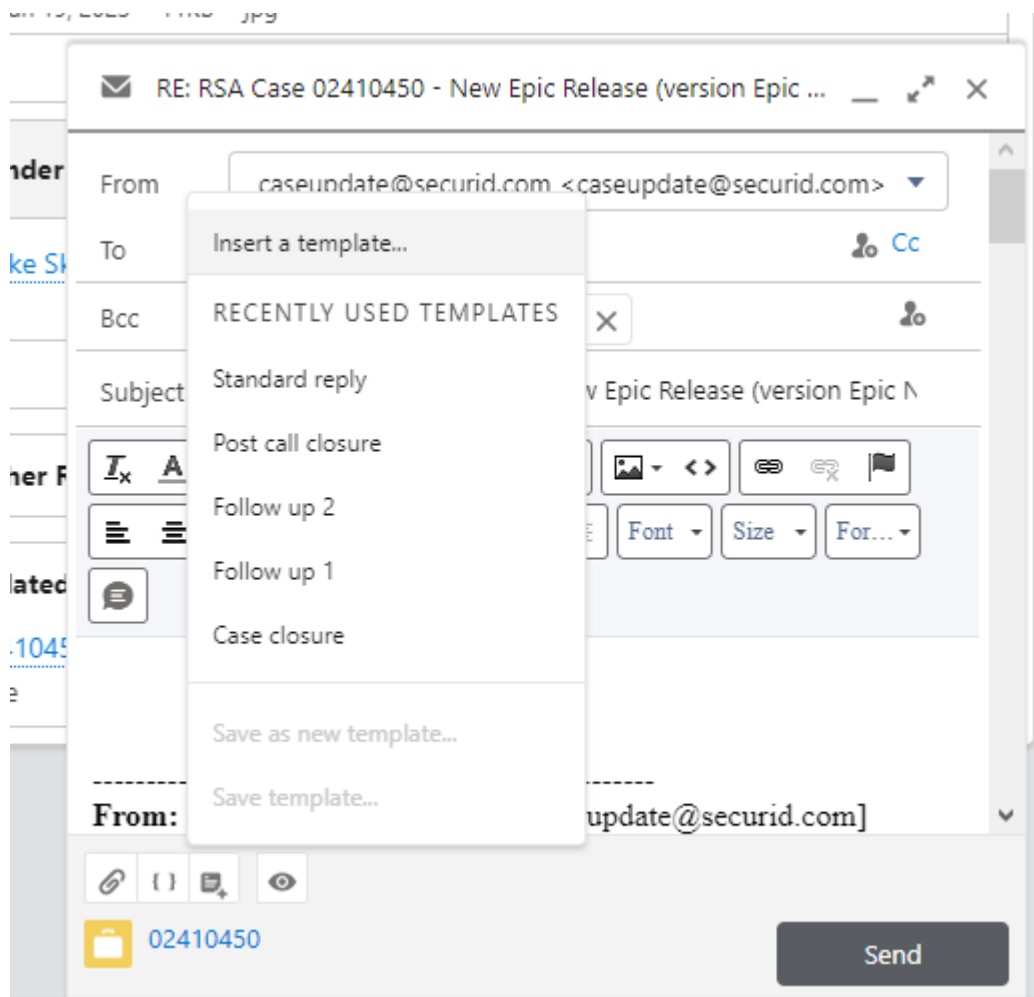 RE: RSA Case 02410450 - New Epic Release (version Epic ...
From caseupdate@securid.com <caseupdate@securid.com>
To Cc
Bcc
Subject Epic Release (version Epic N
Insert a template...
RECENTLY USED TEMPLATES
Standard reply
Post call closure
Follow up 2
Follow up 1
Case closure
Save as new template...
Save template...
Font Size For...
From: update@securid.com]
02410450
Send